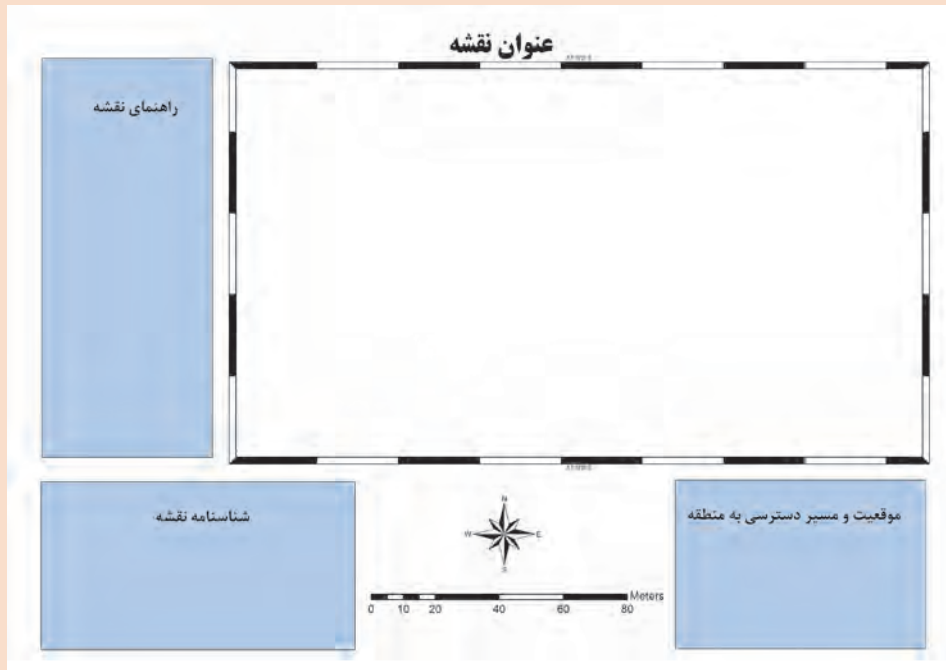 عنوان نقشه
راهنمای نقشه
موقعیت و مسیر دسترسی به منطقه
شناسنامه نقشه
N
W E
S
Meters
0 10 20 40 60 80